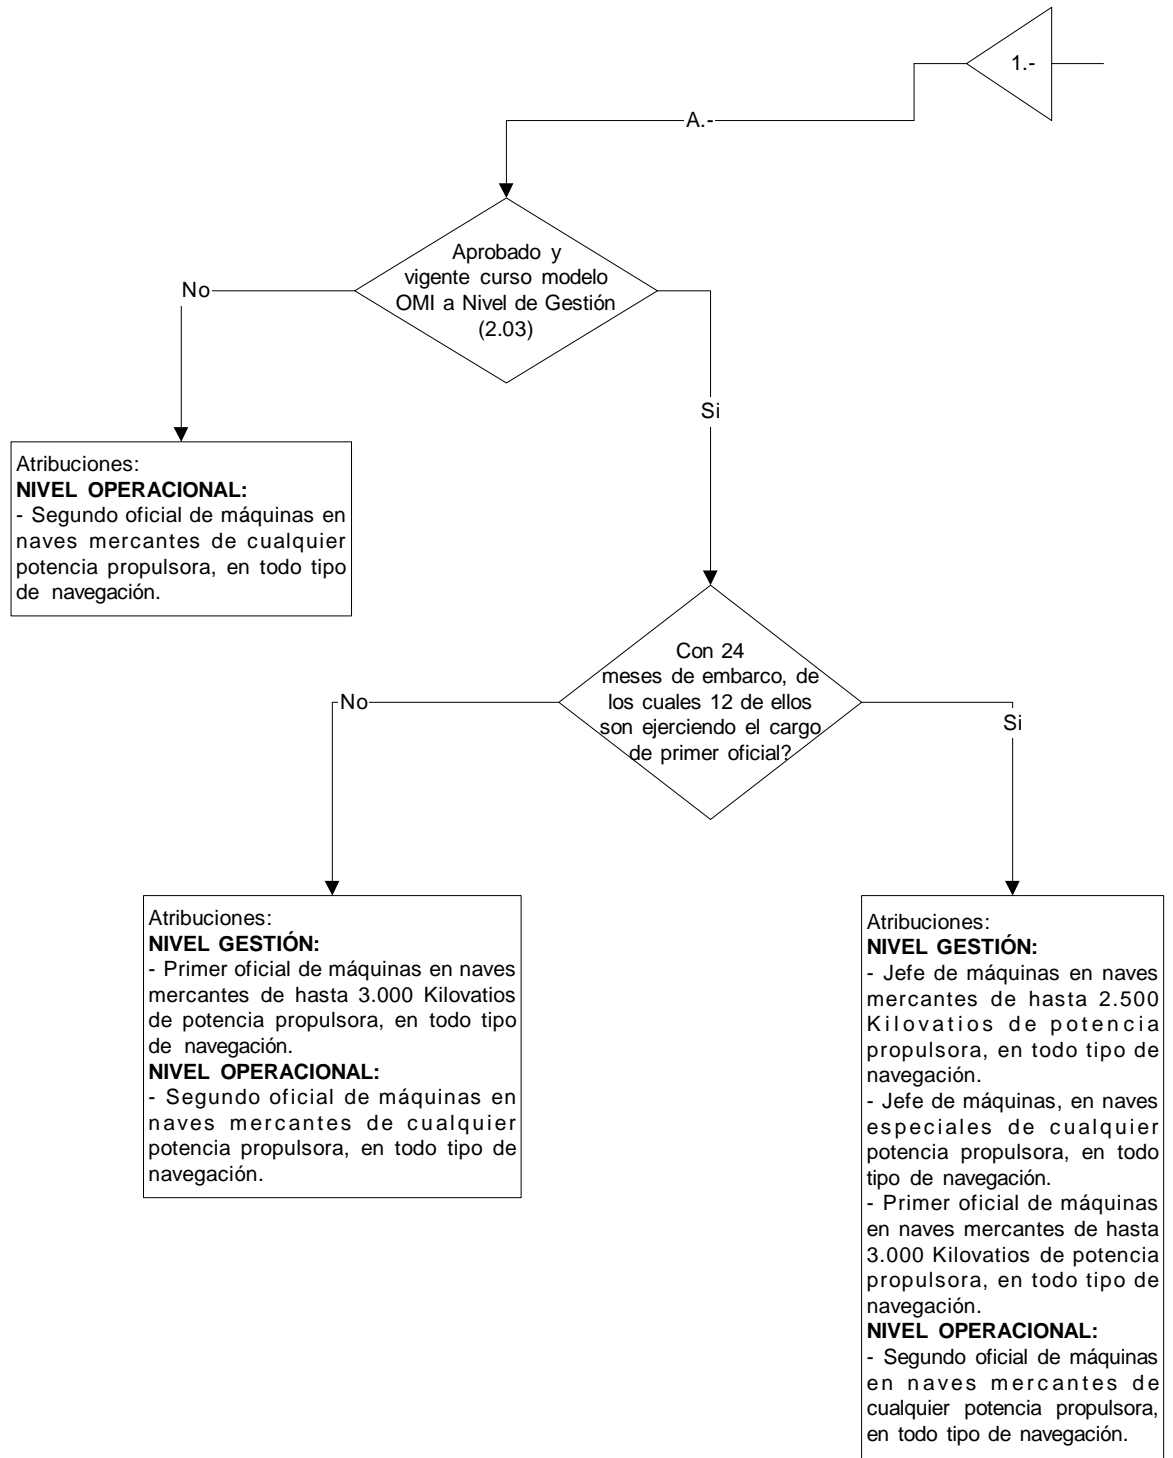 1.-
A.-
Aprobado y
vigente curso modelo
OMI a Nivel de Gestión
(2.03)
No
Si
Atribuciones:
NIVEL OPERACIONAL:
- Segundo oficial de máquinas en
naves mercantes de cualquier
potencia propulsora, en todo tipo
de navegación.
Con 24
meses de embarco, de
los cuales 12 de ellos
son ejerciendo el cargo
de primer oficial?
No
Si
Atribuciones:
NIVEL GESTIÓN:
- Primer oficial de máquinas en naves
mercantes de hasta 3.000 Kilovatios
de potencia propulsora, en todo tipo
de navegación.
NIVEL OPERACIONAL:
- Segundo oficial de máquinas en
naves mercantes de cualquier
potencia propulsora, en todo tipo de
navegación.
Atribuciones:
NIVEL GESTIÓN:
- Jefe de máquinas en naves
mercantes de hasta 2.500
Kilovatios de potencia
propulsora, en todo tipo de
navegación.
- Jefe de máquinas, en naves
especiales de cualquier
potencia propulsora, en todo
tipo de navegación.
- Primer oficial de máquinas
en naves mercantes de hasta
3.000 Kilovatios de potencia
propulsora, en todo tipo de
navegación.
NIVEL OPERACIONAL:
- Segundo oficial de máquinas
en naves mercantes de
cualquier potencia propulsora,
en todo tipo de navegación.